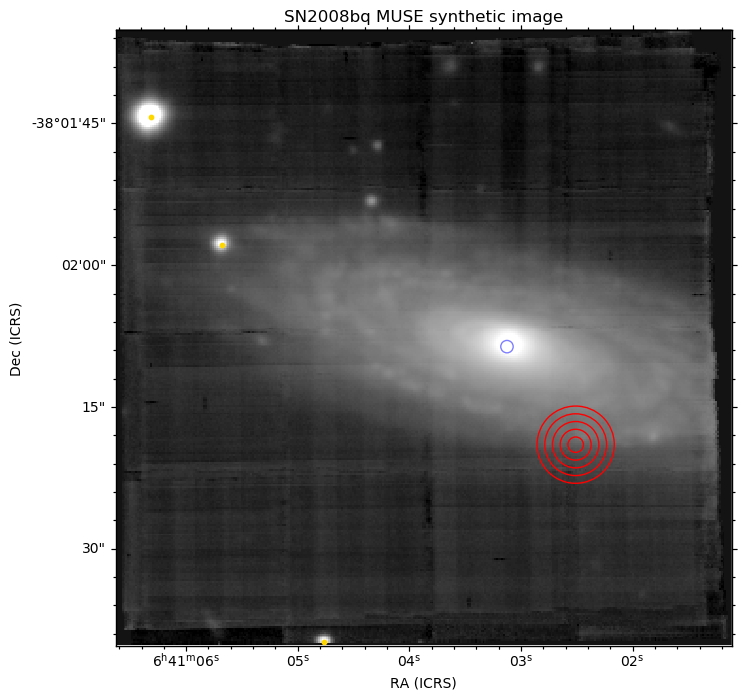 SN2008bq MUSE synthetic image
-38°01'45"
02'00"
15"
30"
Dec (ICRS)
6ʰ41ᵐ06ˢ 05ˢ 04ˢ 03ˢ 02ˢ
RA (ICRS)